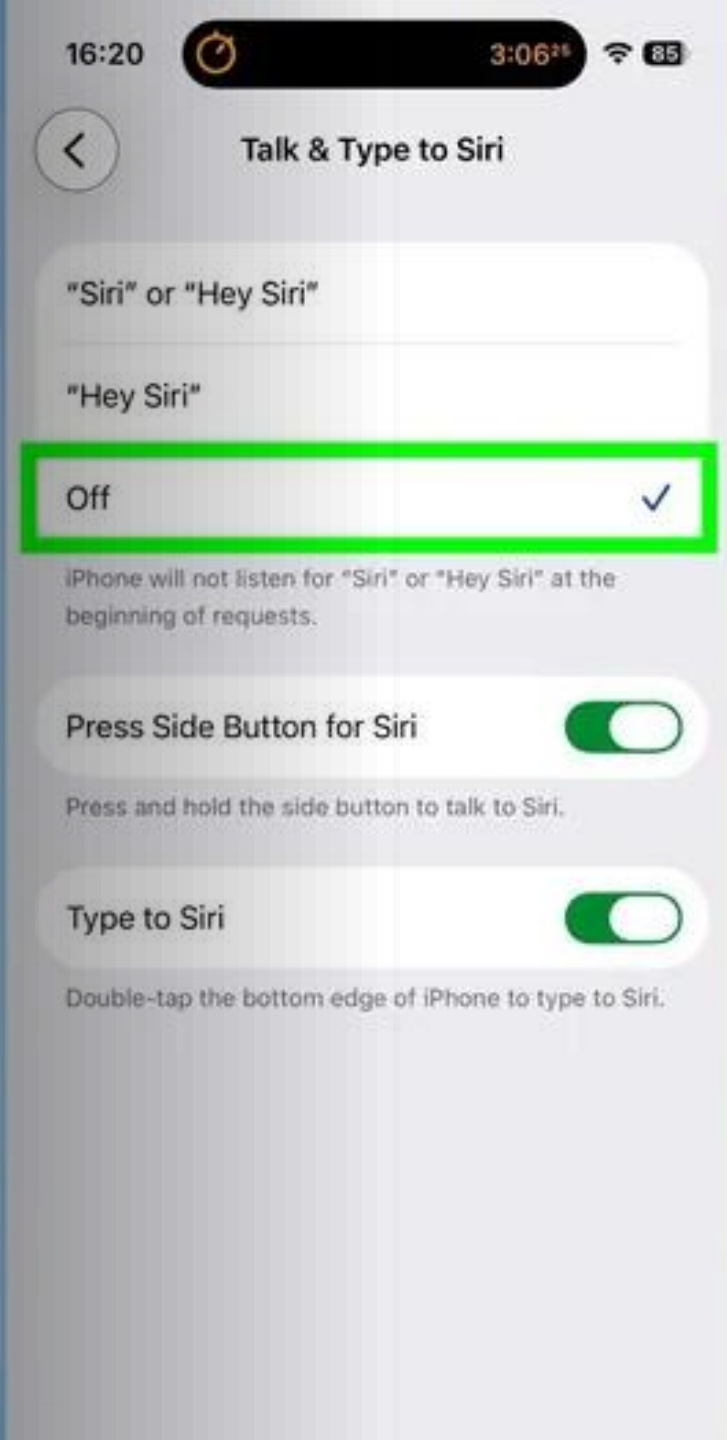 16:20 3:06²⁵ 85
Talk & Type to Siri
"Siri" or "Hey Siri"
"Hey Siri"
Off
iPhone will not listen for "Siri" or "Hey Siri" at the
beginning of requests.
Press Side Button for Siri
Press and hold the side button to talk to Siri.
Type to Siri
Double-tap the bottom edge of iPhone to type to Siri.